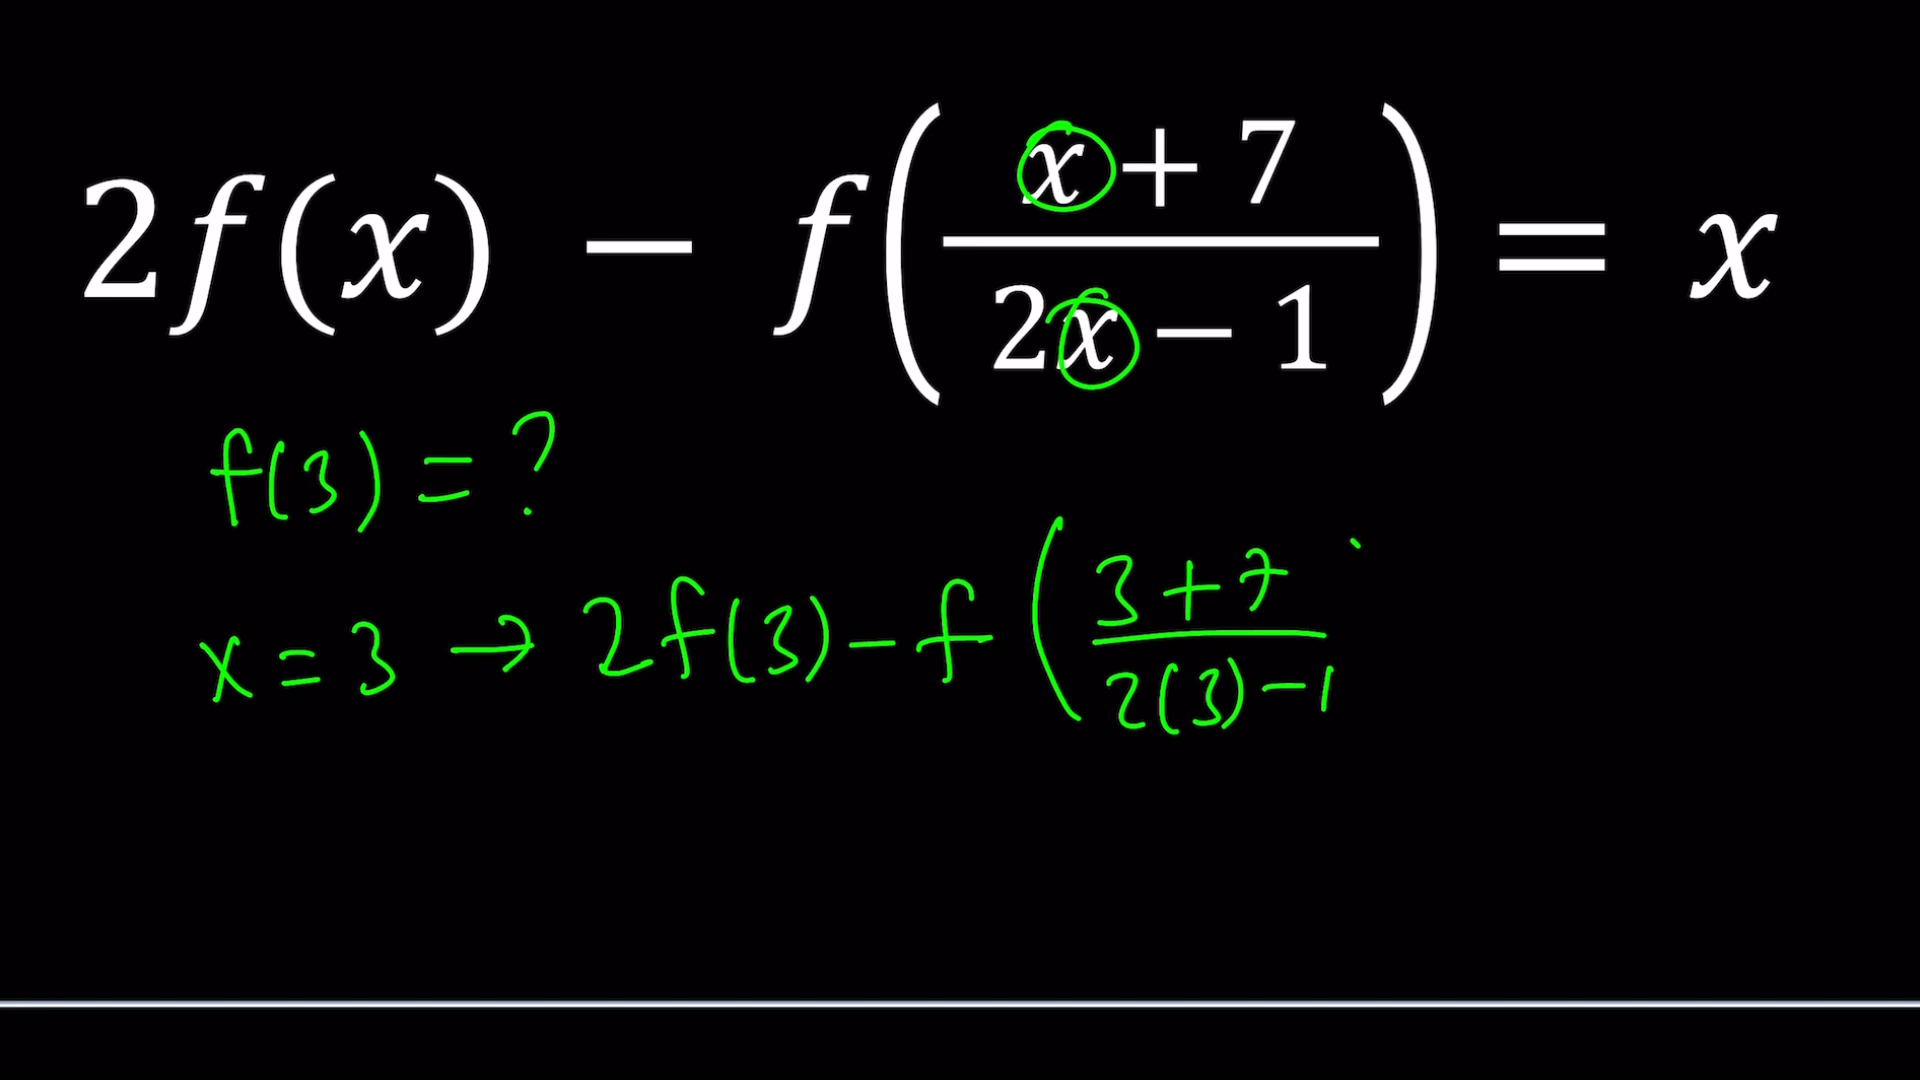 2f(x) − f((x + 7)/(2x − 1)) = x
f(3) = ?
x = 3 → 2f(3) − f((3 + 7)/(2(3) − 1